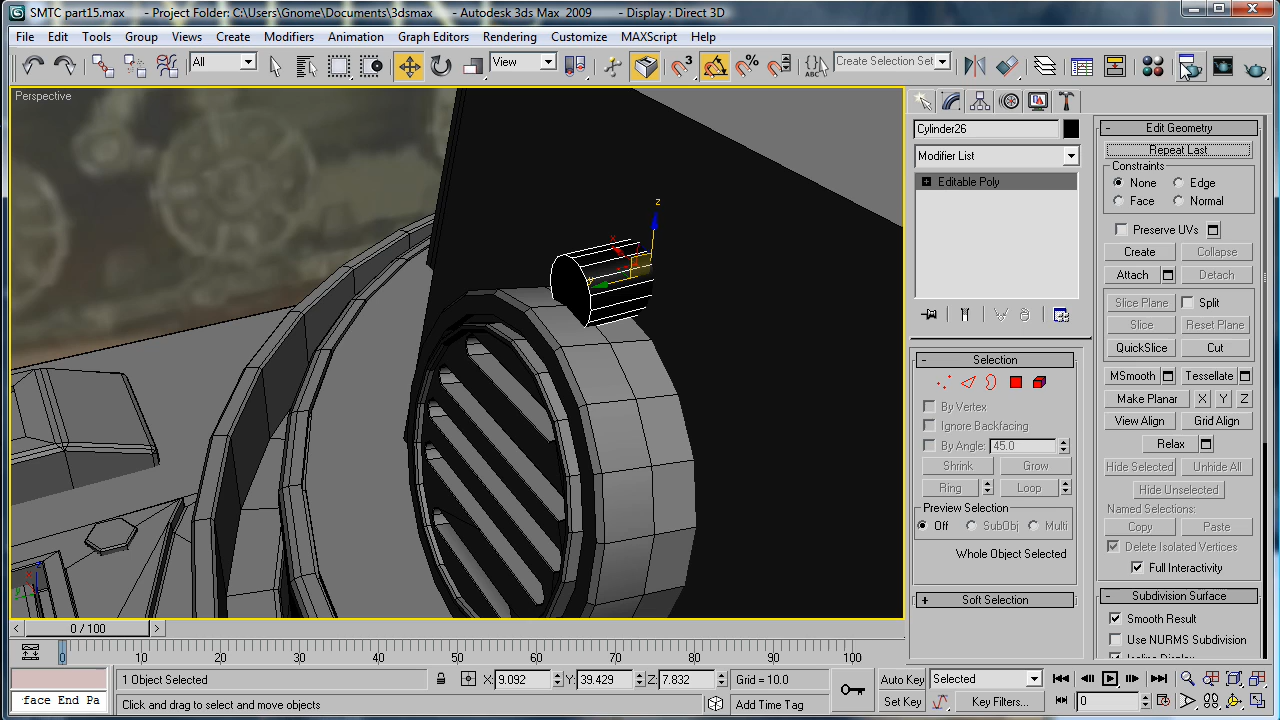 SMTC part15.max - Project Folder: C:\Users\Gnome\Documents\3dsmax - Autodesk 3ds Max 2009 - Display : Direct 3D
File Edit Tools Group Views Create Modifiers Animation Graph Editors Rendering Customize MAXScript Help
All View 3 % ABC Create Selection Set
Perspective
z
x
y
Cylinder26
Modifier List
Editable Poly
Selection
By Vertex
Ignore Backfacing
By Angle: 45.0
Shrink Grow
Ring Loop
Preview Selection
Off SubObj Multi
Whole Object Selected
Soft Selection
Edit Geometry
Repeat Last
Constraints
None Edge
Face Normal
Preserve UVs
Create Collapse
Attach Detach
Slice Plane Split
Slice Reset Plane
QuickSlice Cut
MSmooth Tessellate
Make Planar X Y Z
View Align Grid Align
Relax
Hide Selected Unhide All
Hide Unselected
Named Selections:
Copy Paste
Delete Isolated Vertices
Full Interactivity
Subdivision Surface
Smooth Result
Use NURMS Subdivision
Isoline Display
< 0 / 100 >
0 10 20 30 40 50 60 70 80 90 100
1 Object Selected X: 9.092 Y: 39.429 Z: 7.832 Grid = 10.0 Auto Key Selected
face End Pa Click and drag to select and move objects Add Time Tag Set Key Key Filters... 0